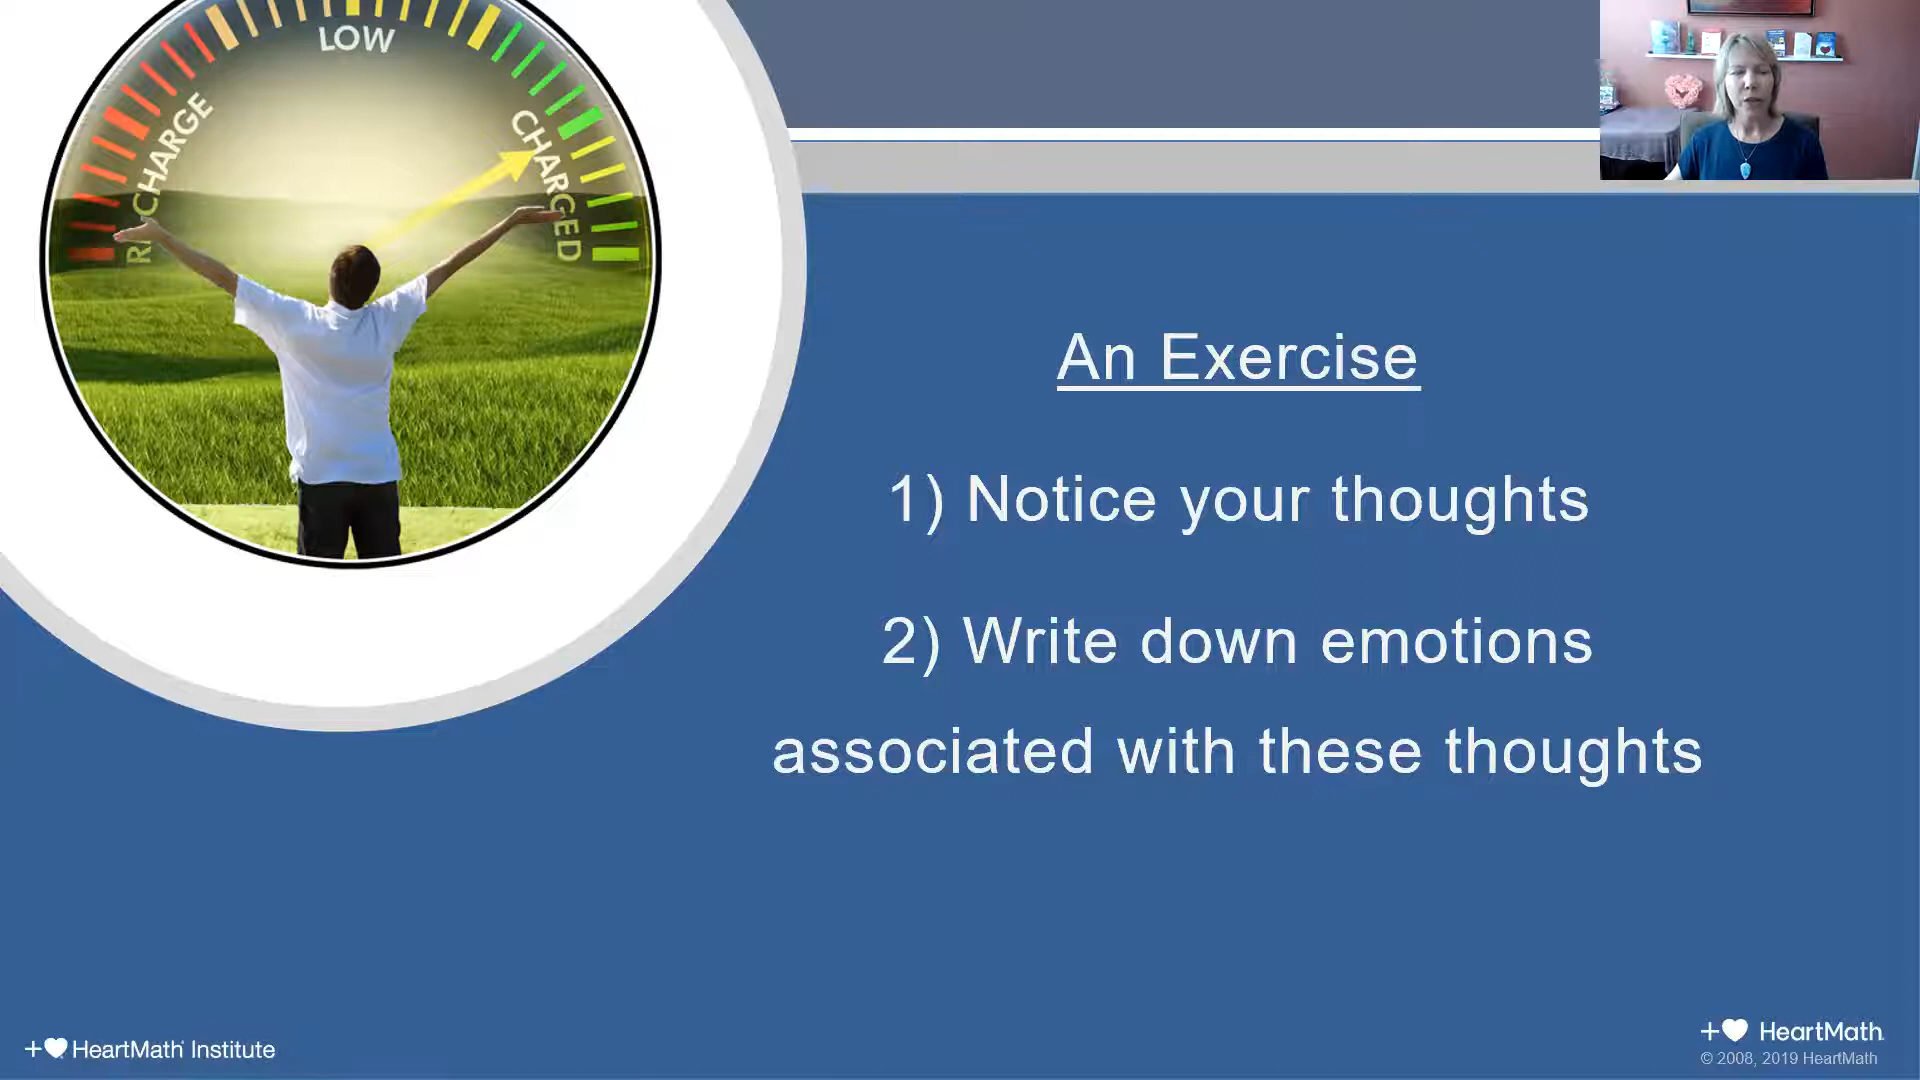 LOW
RECHARGE
CHARGED
An Exercise
1) Notice your thoughts
2) Write down emotions
associated with these thoughts
+ HeartMath Institute
+ HeartMath
© 2008, 2019 HeartMath